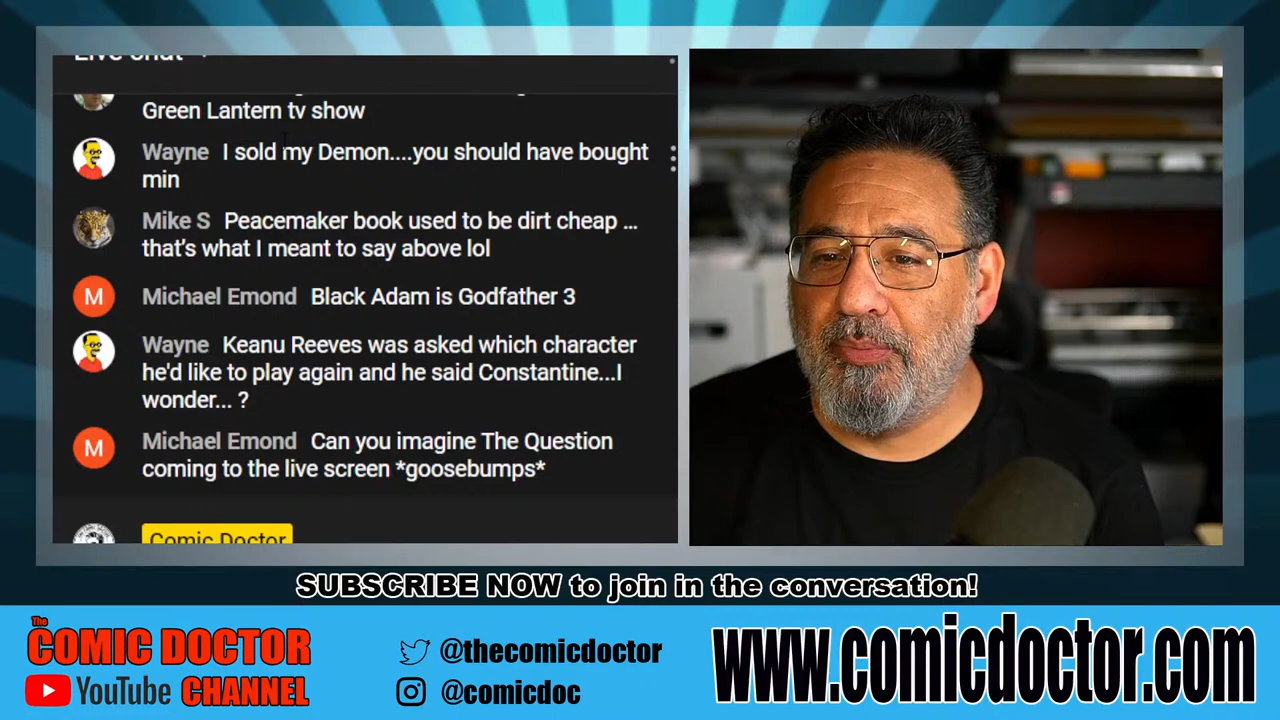 Live chat
Green Lantern tv show
Wayne I sold my Demon....you should have bought
min
Mike S Peacemaker book used to be dirt cheap ...
that's what I meant to say above lol
M
Michael Emond Black Adam is Godfather 3
Wayne Keanu Reeves was asked which character
he'd like to play again and he said Constantine...I
wonder... ?
M
Michael Emond Can you imagine The Question
coming to the live screen *goosebumps*
Comic Doctor
SUBSCRIBE NOW to join in the conversation!
The
COMIC DOCTOR
YouTube CHANNEL
@thecomicdoctor
@comicdoc
www.comicdoctor.com